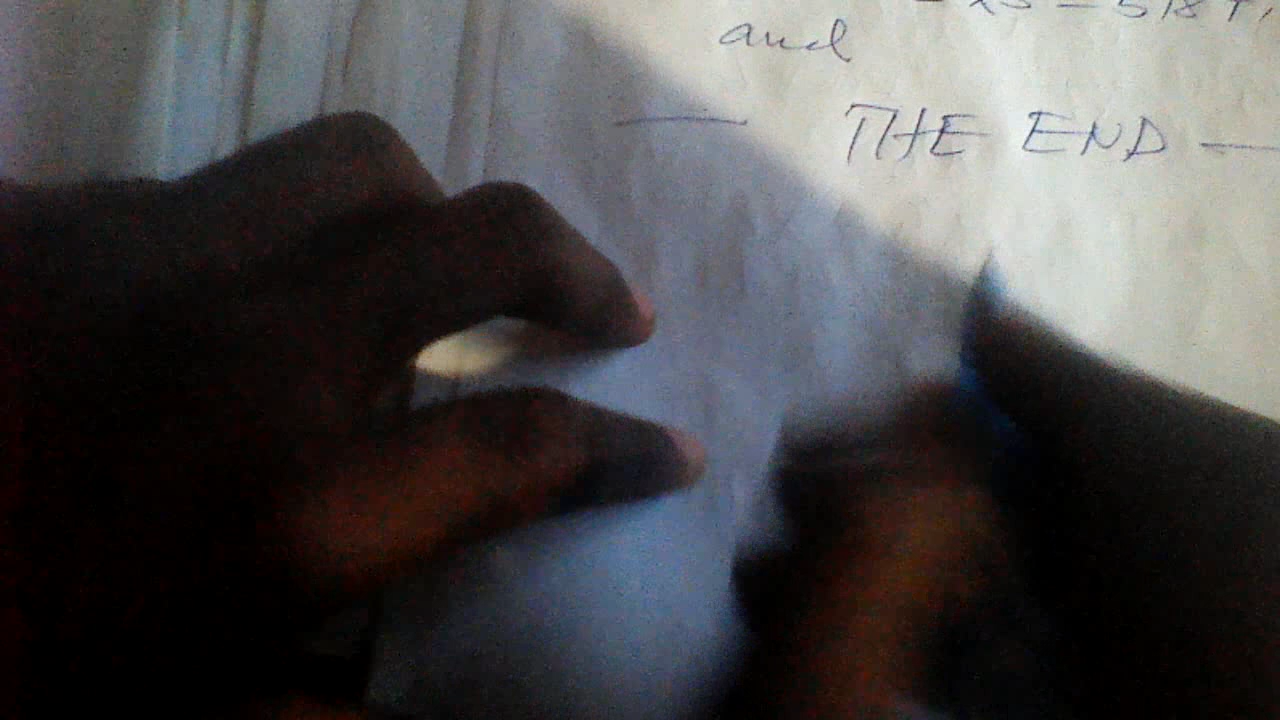 and
— THE END —